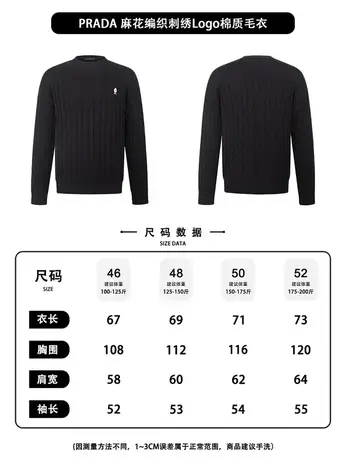 PRADA 麻花编织刺绣Logo棉质毛衣
尺码数据
SIZE DATA
尺码 46 48 50 52
SIZE 建议体重 建议体重 建议体重 建议体重
100-125斤 125-150斤 150-175斤 175-200斤
衣长 67 69 71 73
胸围 108 112 116 120
肩宽 58 60 62 64
袖长 52 53 54 55
(因测量方法不同，1~3CM误差属于正常范围，商品建议手洗)